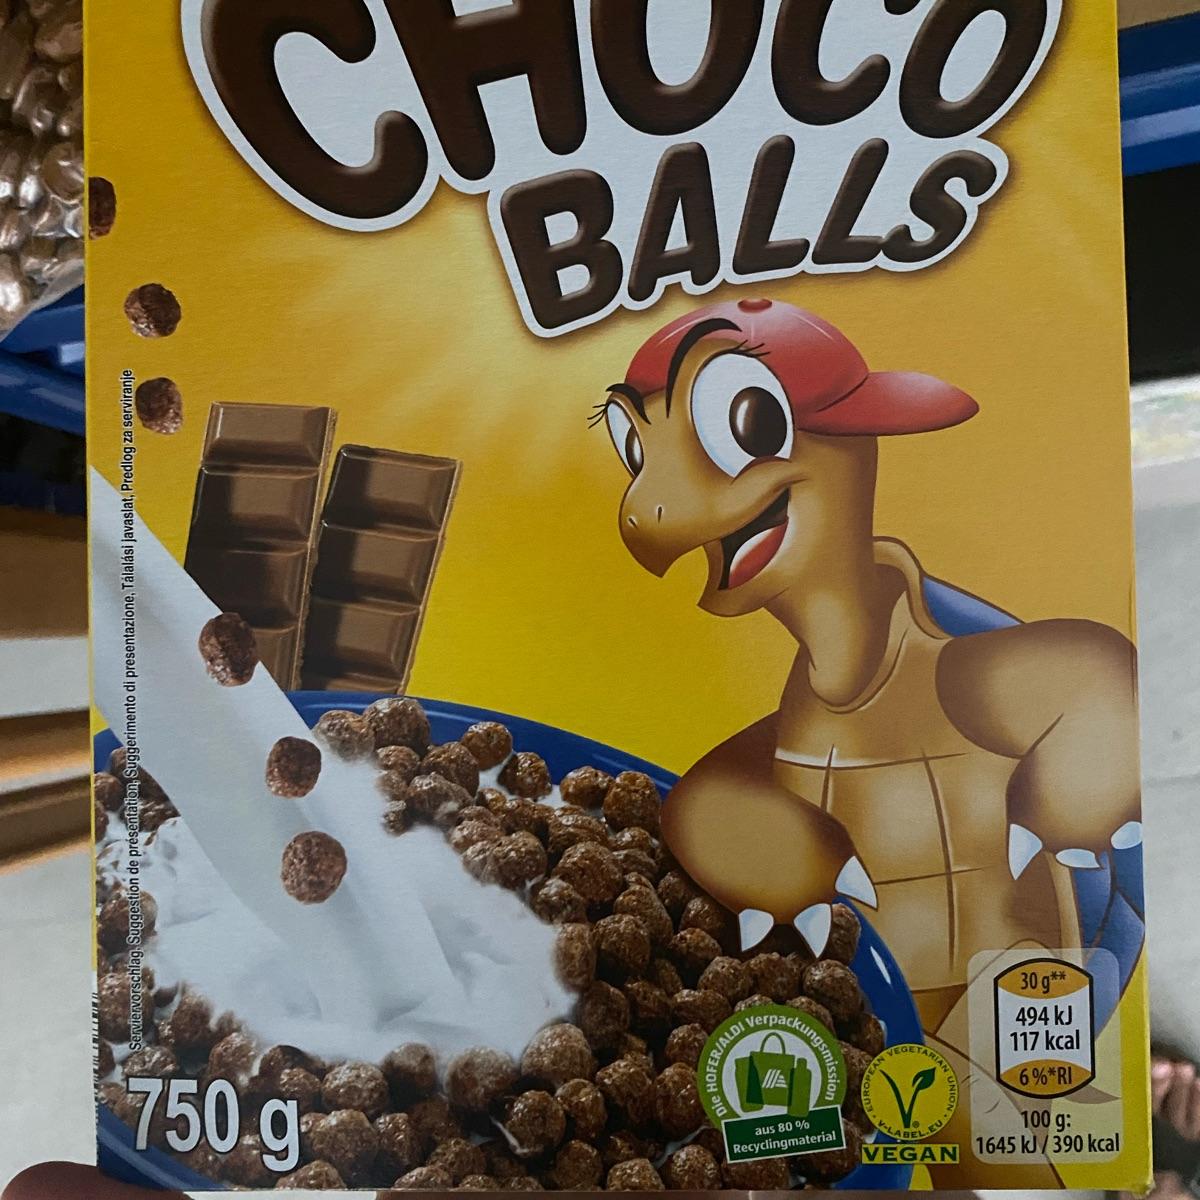 CHOCO
BALLS
Serviervorschlag, Suggestion de présentation, Suggerimento di presentazione, Tálalási javaslat, Predlog za serviranje
750 g
Die HOFER/ALDI Verpackungsmission
aus 80 %
Recyclingmaterial
EUROPEAN VEGETARIAN UNION
V-LABEL.EU
VEGAN
30 g**
494 kJ
117 kcal
6 %*RI
100 g:
1645 kJ / 390 kcal